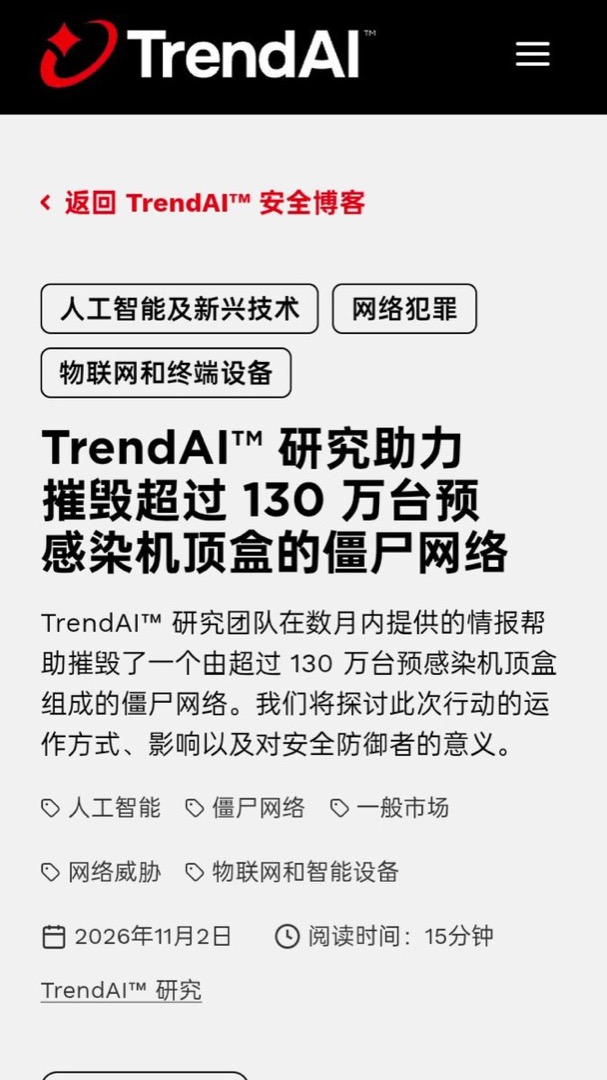 TrendAI™
返回 TrendAI™ 安全博客
人工智能及新兴技术 网络犯罪
物联网和终端设备
TrendAI™ 研究助力
摧毁超过 130 万台预
感染机顶盒的僵尸网络
TrendAI™ 研究团队在数月内提供的情报帮
助摧毁了一个由超过 130 万台预感染机顶盒
组成的僵尸网络。我们将探讨此次行动的运
作方式、影响以及对安全防御者的意义。
人工智能 僵尸网络 一般市场
网络威胁 物联网和智能设备
2026年11月2日 阅读时间：15分钟
TrendAI™ 研究